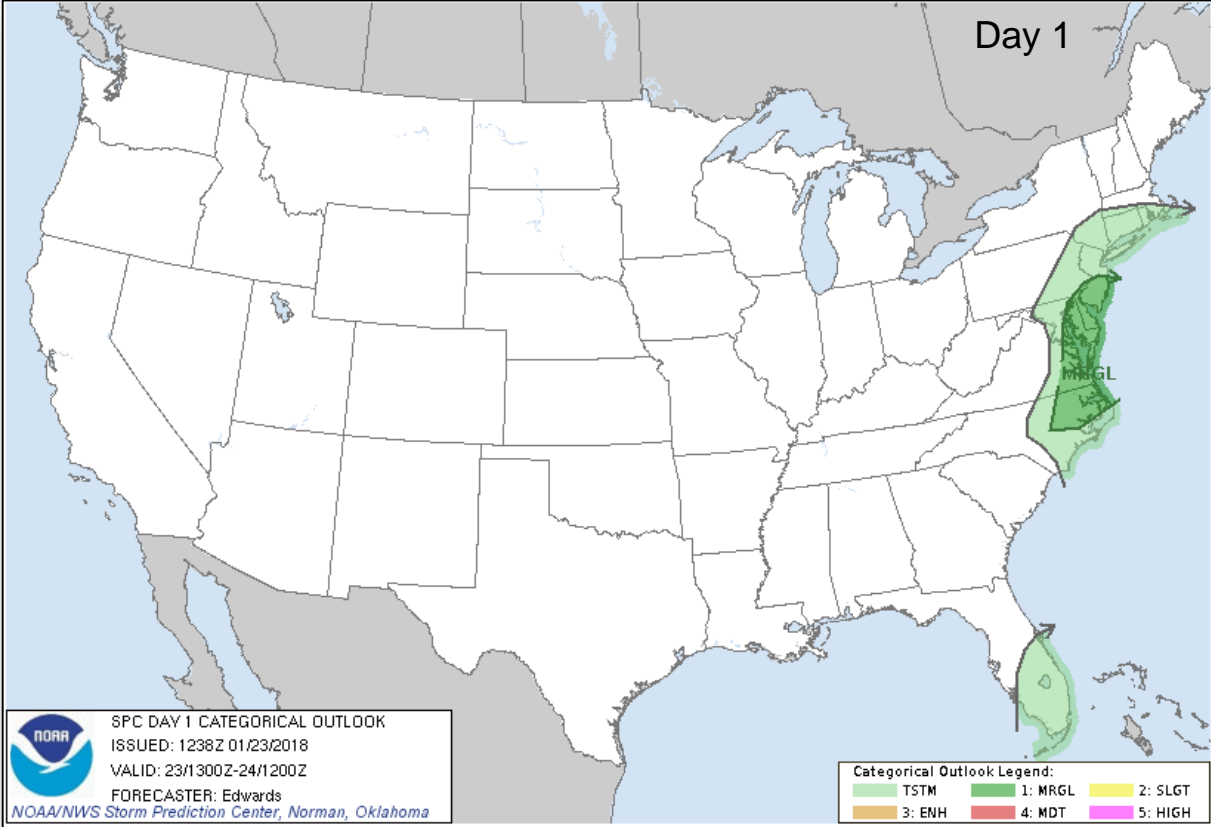 Day 1
MRGL
NOAA
SPC DAY 1 CATEGORICAL OUTLOOK
ISSUED: 1238Z 01/23/2018
VALID: 23/1300Z-24/1200Z
FORECASTER: Edwards
NOAA/NWS Storm Prediction Center, Norman, Oklahoma
Categorical Outlook Legend:
TSTM 1: MRGL 2: SLGT
3: ENH 4: MDT 5: HIGH